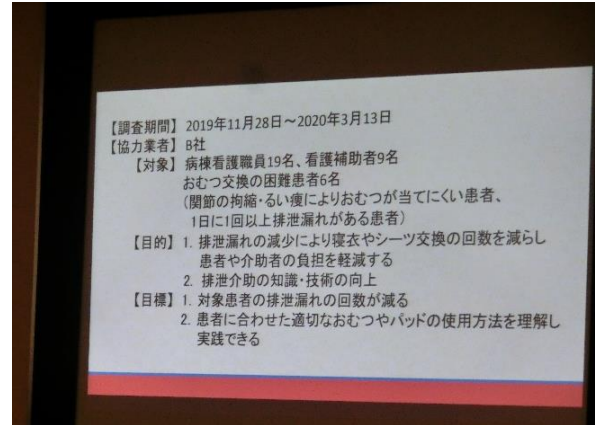 【調査期間】 2019年11月28日～2020年3月13日
【協力業者】 B社
【対象】 病棟看護職員19名、看護補助者9名
おむつ交換の困難患者6名
(関節の拘縮・るい痩によりおむつが当てにくい患者、
1日に1回以上排泄漏れがある患者)
【目的】 1. 排泄漏れの減少により寝衣やシーツ交換の回数を減らし
患者や介助者の負担を軽減する
2. 排泄介助の知識・技術の向上
【目標】 1. 対象患者の排泄漏れの回数が減る
2. 患者に合わせた適切なおむつやパッドの使用方法を理解し
実践できる